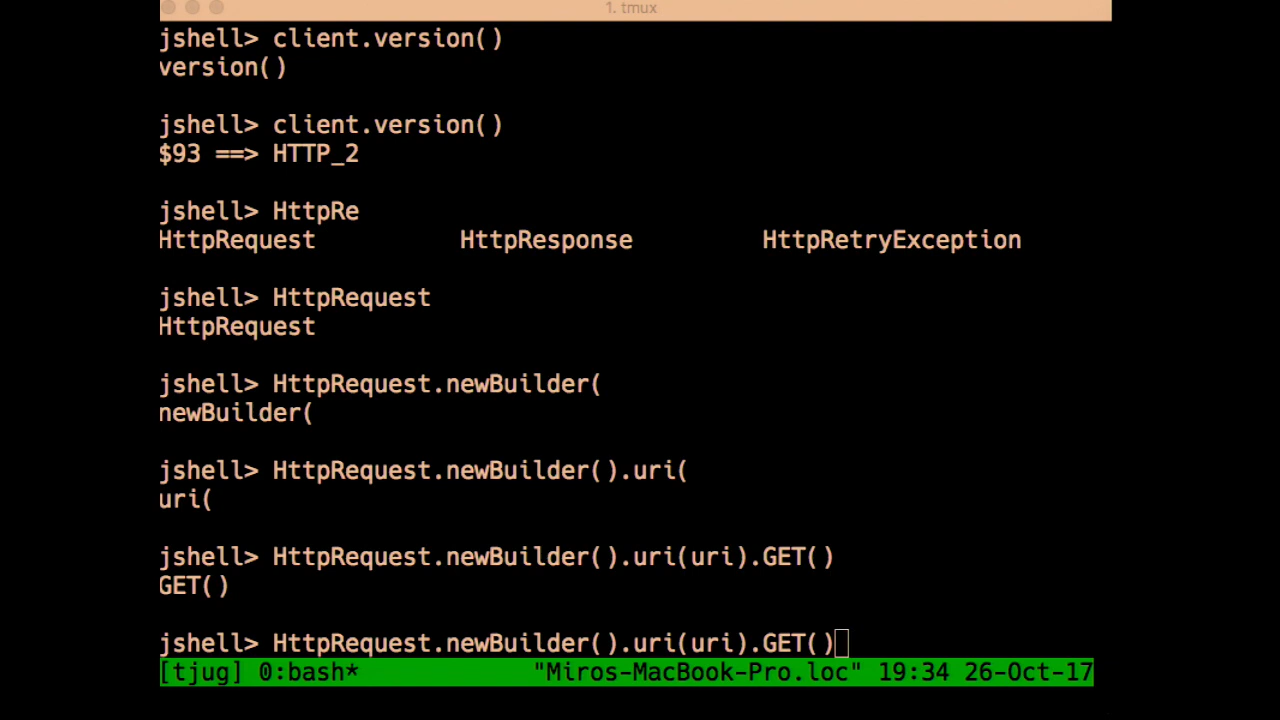 1. tmux
jshell> client.version()
version()
jshell> client.version()
$93 ==> HTTP_2
jshell> HttpRe
HttpRequest HttpResponse HttpRetryException
jshell> HttpRequest
HttpRequest
jshell> HttpRequest.newBuilder(
newBuilder(
jshell> HttpRequest.newBuilder().uri(
uri(
jshell> HttpRequest.newBuilder().uri(uri).GET()
GET()
jshell> HttpRequest.newBuilder().uri(uri).GET()
[tjug] 0:bash* "Miros-MacBook-Pro.loc" 19:34 26-Oct-17